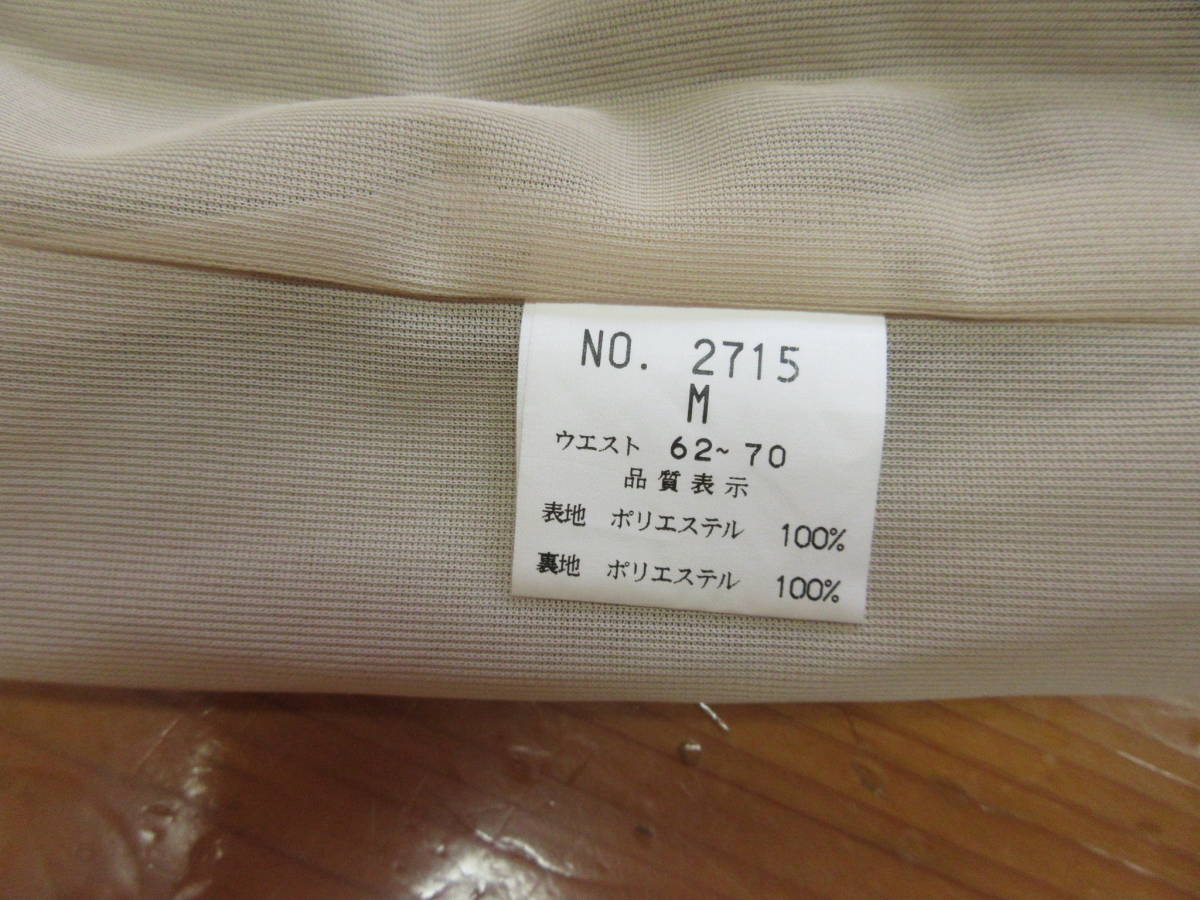 NO. 2715
M
ウエスト 62~70
品質表示
表地 ポリエステル 100%
裏地 ポリエステル 100%